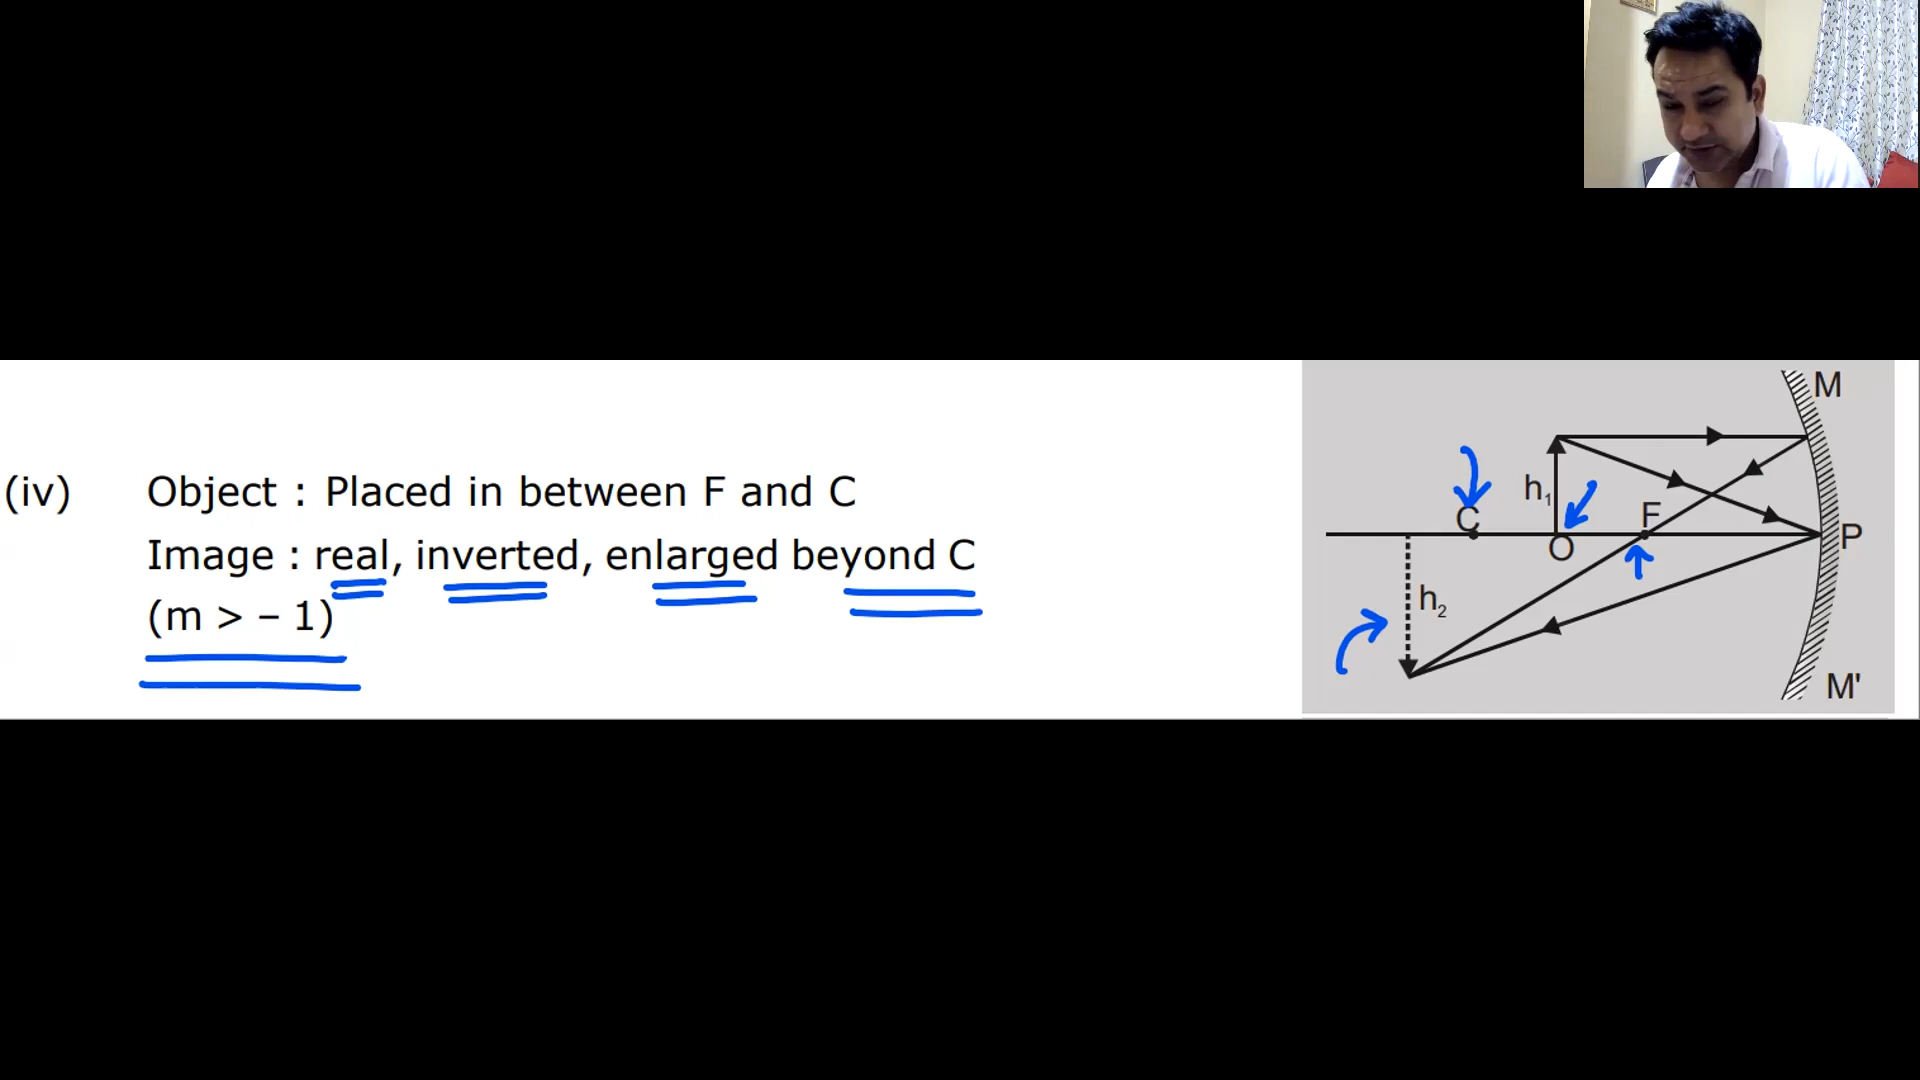 (iv) Object : Placed in between F and C
Image : real, inverted, enlarged beyond C
(m > – 1)
M
h₁
C
F
O
P
h₂
M'